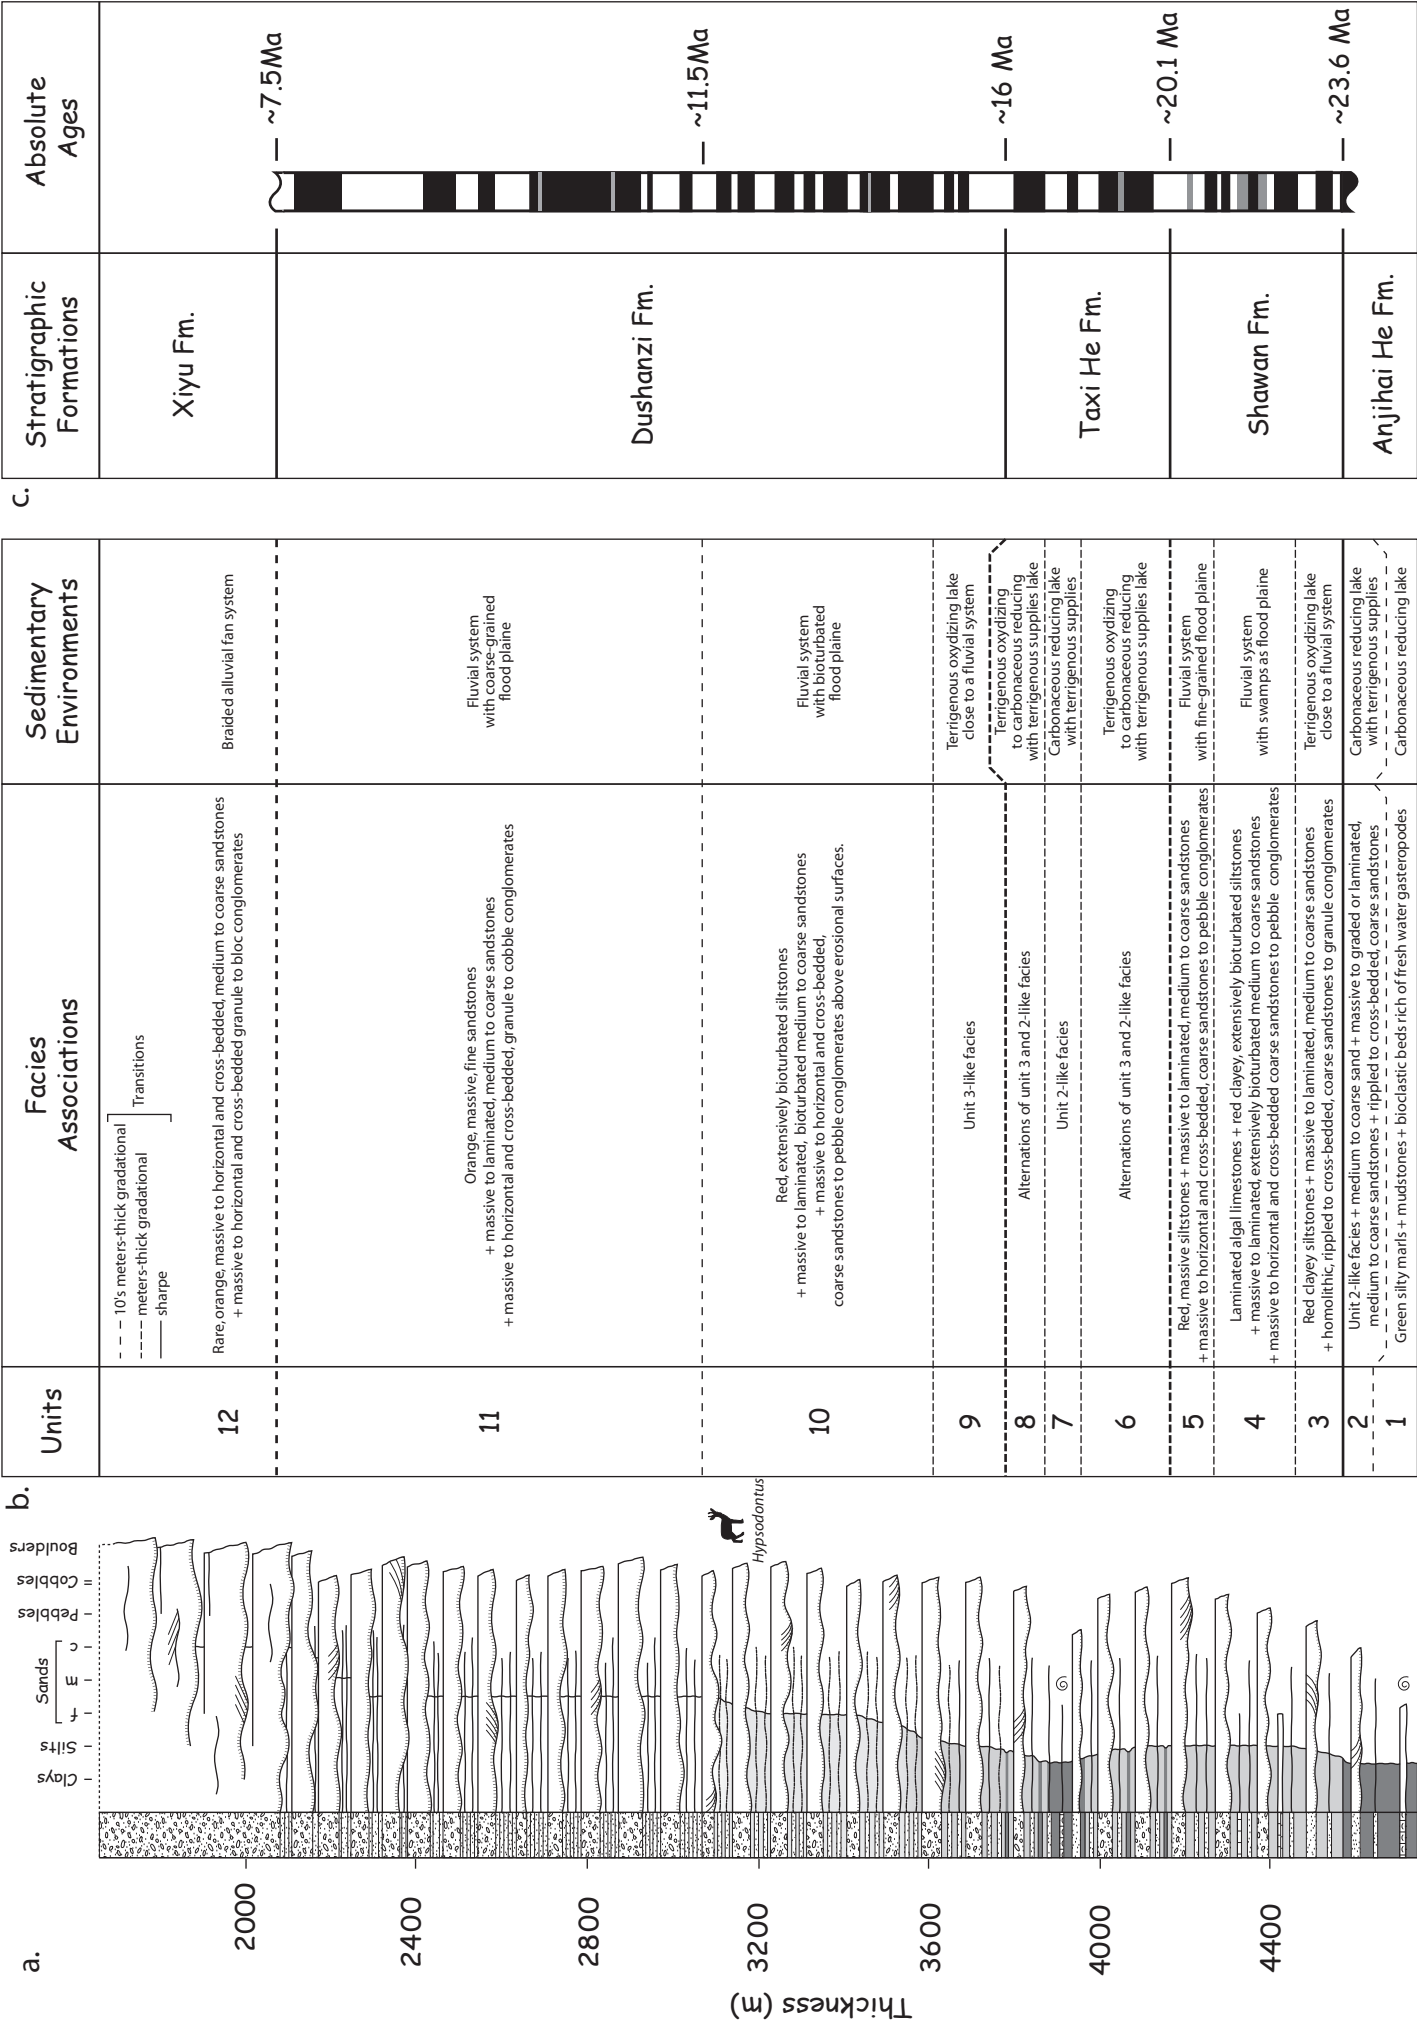 a.
Thickness (m)
2000
2400
2800
3200
3600
4000
4400
Clays
Silts
f
m
c
Sands
Pebbles
Cobbles
Boulders
Hypsodontus
b.
Units
Facies
Associations
Sedimentary
Environments
10's meters-thick gradational
meters-thick gradational
sharpe
Transitions
12
Rare, orange, massive to horizontal and cross-bedded, medium to coarse sandstones
+ massive to horizontal and cross-bedded granule to bloc conglomerates
Braided alluvial fan system
11
Orange, massive, fine sandstones
+ massive to laminated, medium to coarse sandstones
+ massive to horizontal and cross-bedded, granule to cobble conglomerates
Fluvial system
with coarse-grained
flood plaine
10
Red, extensively bioturbated siltstones
+ massive to laminated, bioturbated medium to coarse sandstones
+ massive to horizontal and cross-bedded,
coarse sandstones to pebble conglomerates above erosional surfaces.
Fluvial system
with bioturbated
flood plaine
9
Unit 3-like facies
Terrigenous oxydizing lake
close to a fluvial system
8
Alternations of unit 3 and 2-like facies
Terrigenous oxydizing
to carbonaceous reducing
with terrigenous supplies lake
7
Unit 2-like facies
Carbonaceous reducing lake
with terrigenous supplies
6
Alternations of unit 3 and 2-like facies
Terrigenous oxydizing
to carbonaceous reducing
with terrigenous supplies lake
5
Red, massive siltstones + massive to laminated, medium to coarse sandstones
+ massive to horizontal and cross-bedded, coarse sandstones to pebble conglomerates
Fluvial system
with fine-grained flood plaine
4
Laminated algal limestones + red clayey, extensively bioturbated siltstones
+ massive to laminated, extensively bioturbated medium to coarse sandstones
+ massive to horizontal and cross-bedded coarse sandstones to pebble conglomerates
Fluvial system
with swamps as flood plaine
3
Red clayey siltstones + massive to laminated, medium to coarse sandstones
+ homolithic, rippled to cross-bedded, coarse sandstones to granule conglomerates
Terrigenous oxydizing lake
close to a fluvial system
2
Unit 2-like facies + medium to coarse sand + massive to graded or laminated,
medium to coarse sandstones + rippled to cross-bedded, coarse sandstones
Carbonaceous reducing lake
with terrigenous supplies
1
Green silty marls + mudstones + bioclastic beds rich of fresh water gasteropodes
Carbonaceous reducing lake
c.
Stratigraphic
Formations
Absolute
Ages
Xiyu Fm.
Dushanzi Fm.
Taxi He Fm.
Shawan Fm.
Anjihai He Fm.
~7.5Ma
~11.5Ma
~16 Ma
~20.1 Ma
~23.6 Ma